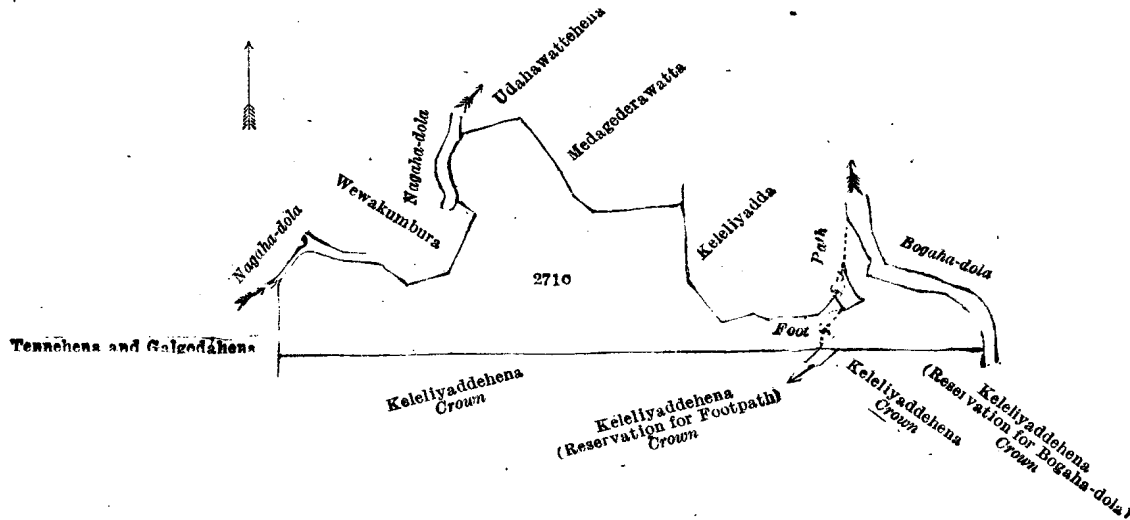 Udahawattehena
Medagederawatta
Nagaha-dola
Wewakumbura
Nagaha-dola
Keleliyadda
Path
Bogaha-dola
2710
Foot
Tennehena and Galgodahena
Keleliyaddehena
Crown
Keleliyaddehena
(Reservation for Footpath)
Crown
Keleliyaddehena
Crown
Keleliyaddehena
(Reservation for Bogaha-dola)
Crown